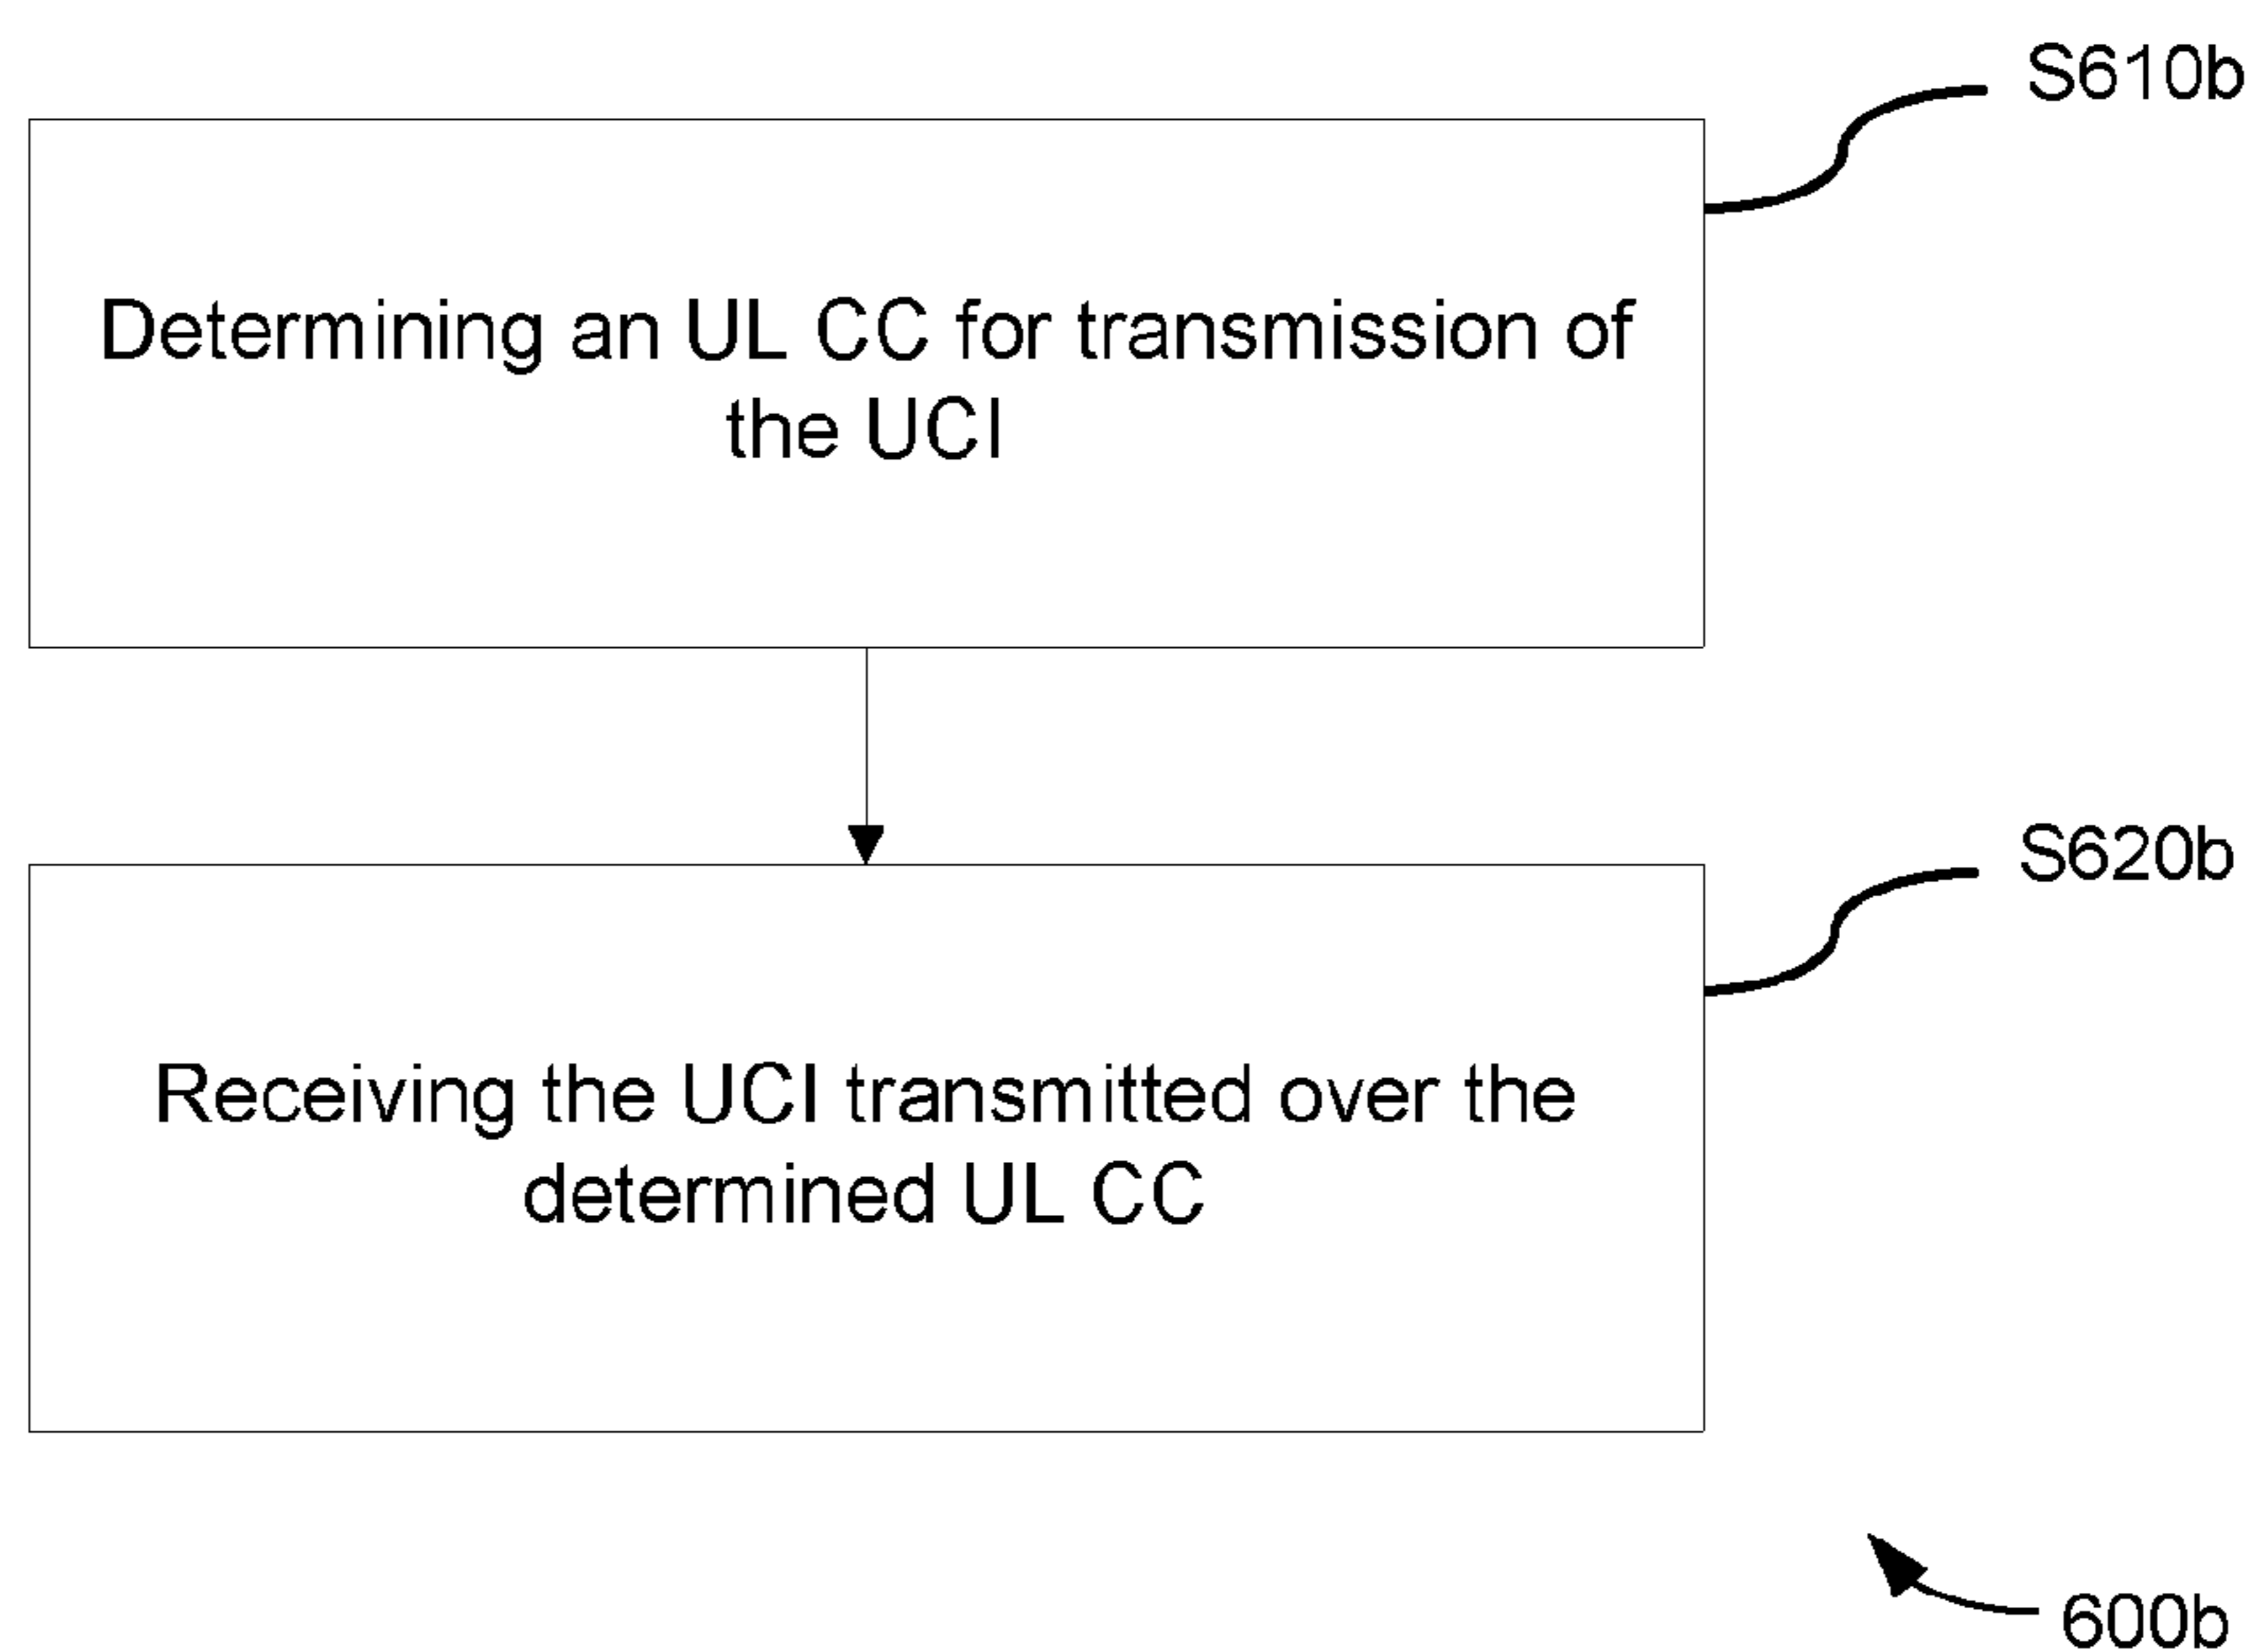 S610b
Determining an UL CC for transmission of
the UCI
S620b
Receiving the UCI transmitted over the
determined UL CC
600b